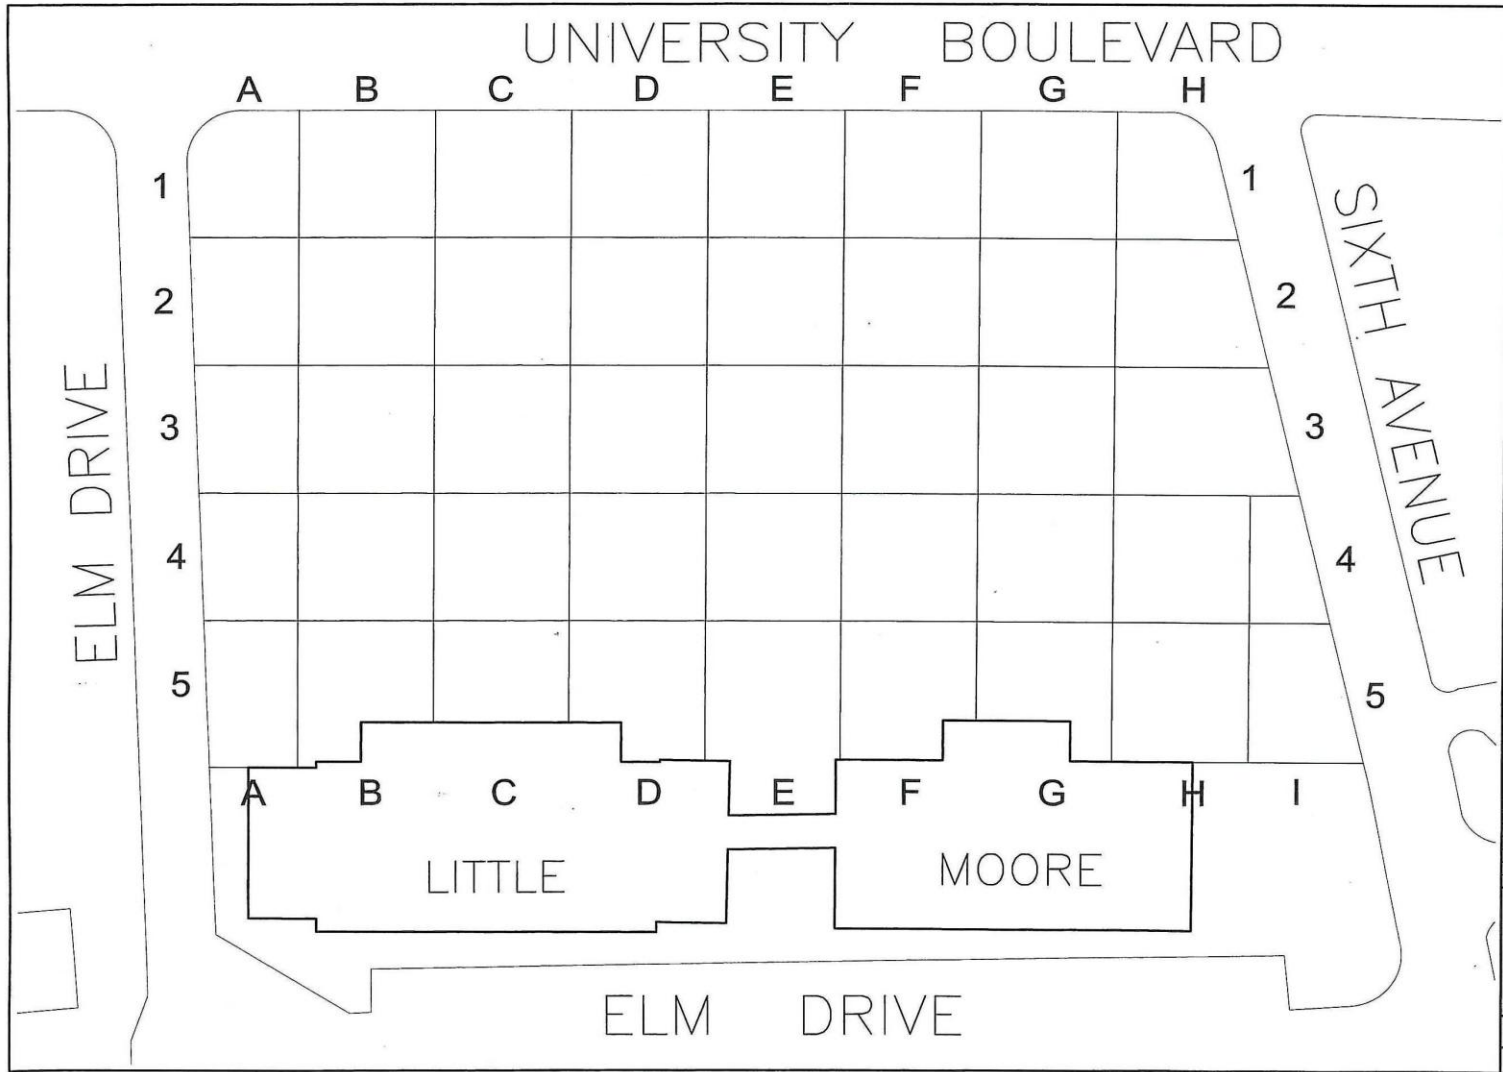 UNIVERSITY BOULEVARD
A B C D E F G H
1 1
2 2
3 3
4 4
5 5
ELM DRIVE
SIXTH AVENUE
A B C D E F G H I
LITTLE MOORE
ELM DRIVE